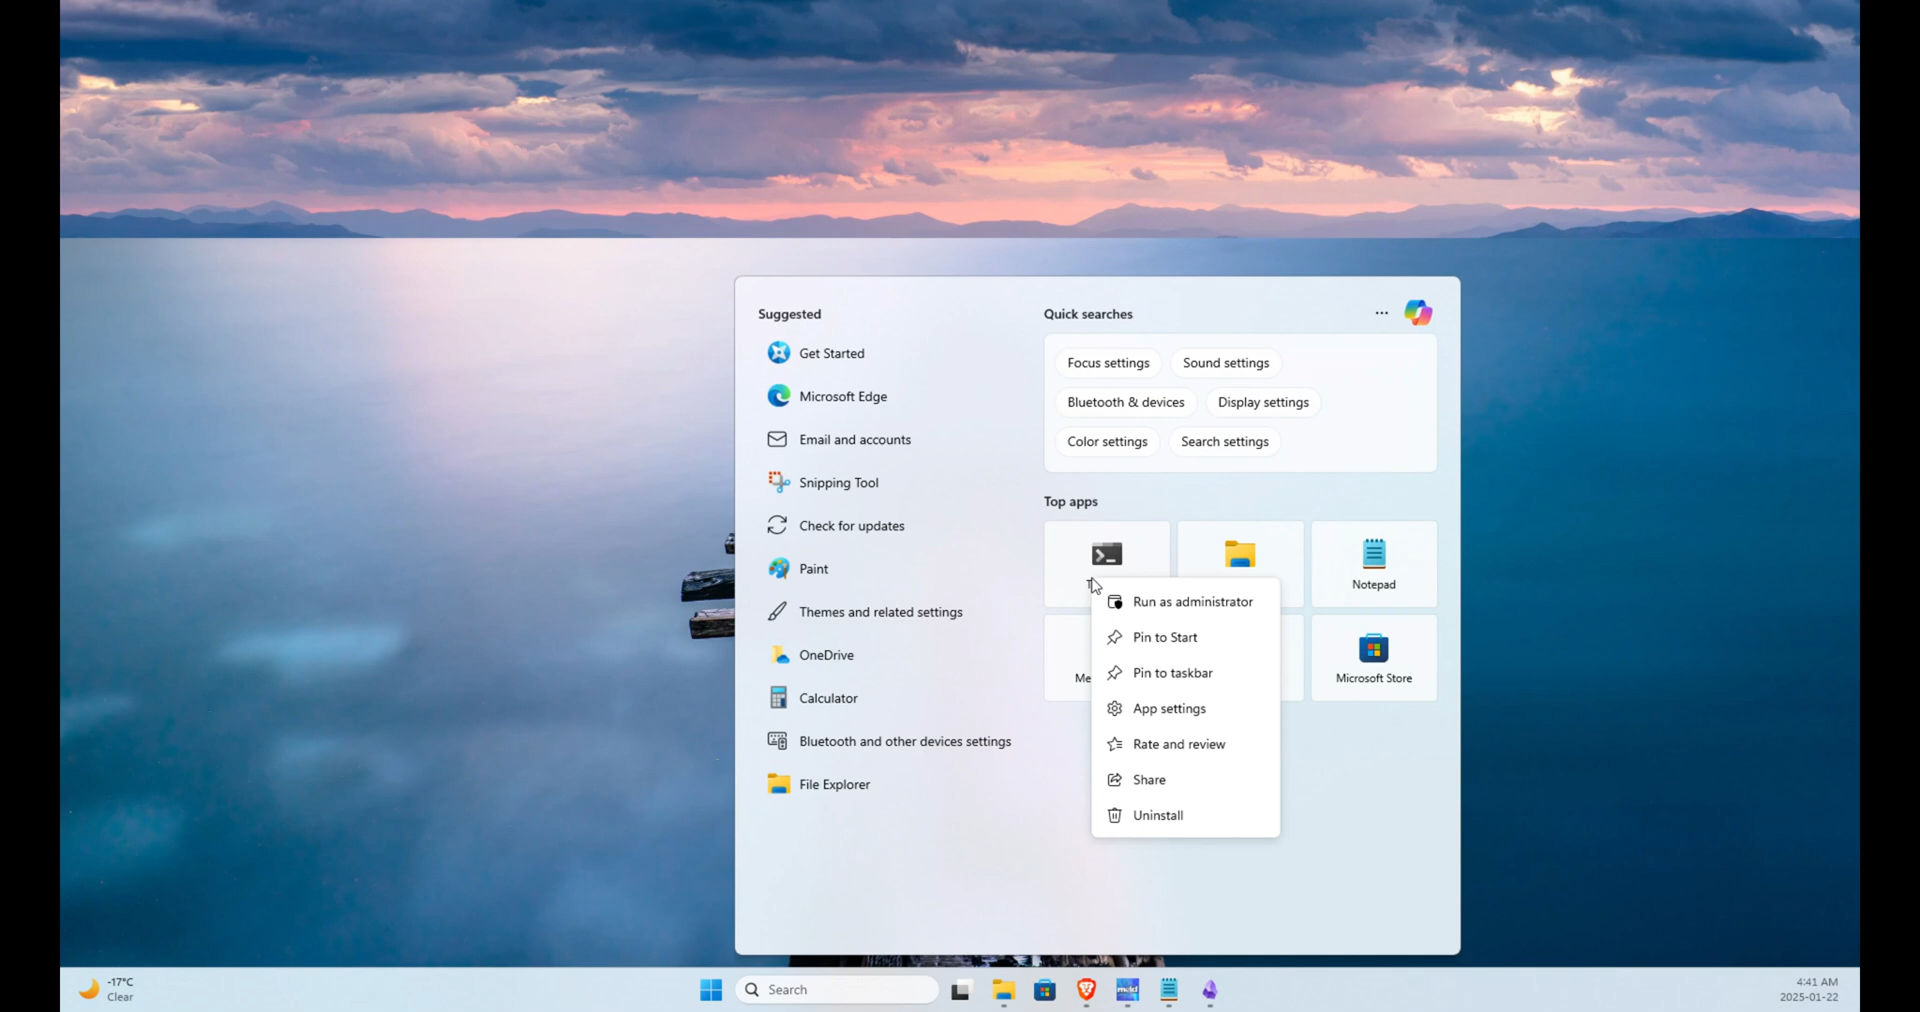 Suggested
Get Started
Microsoft Edge
Email and accounts
Snipping Tool
Check for updates
Paint
Themes and related settings
OneDrive
Calculator
Bluetooth and other devices settings
File Explorer
Quick searches
Focus settings Sound settings
Bluetooth & devices Display settings
Color settings Search settings
Top apps
Notepad
Me
Microsoft Store
Run as administrator
Pin to Start
Pin to taskbar
App settings
Rate and review
Share
Uninstall
-17°C
Clear
Search
meld
4:41 AM
2025-01-22